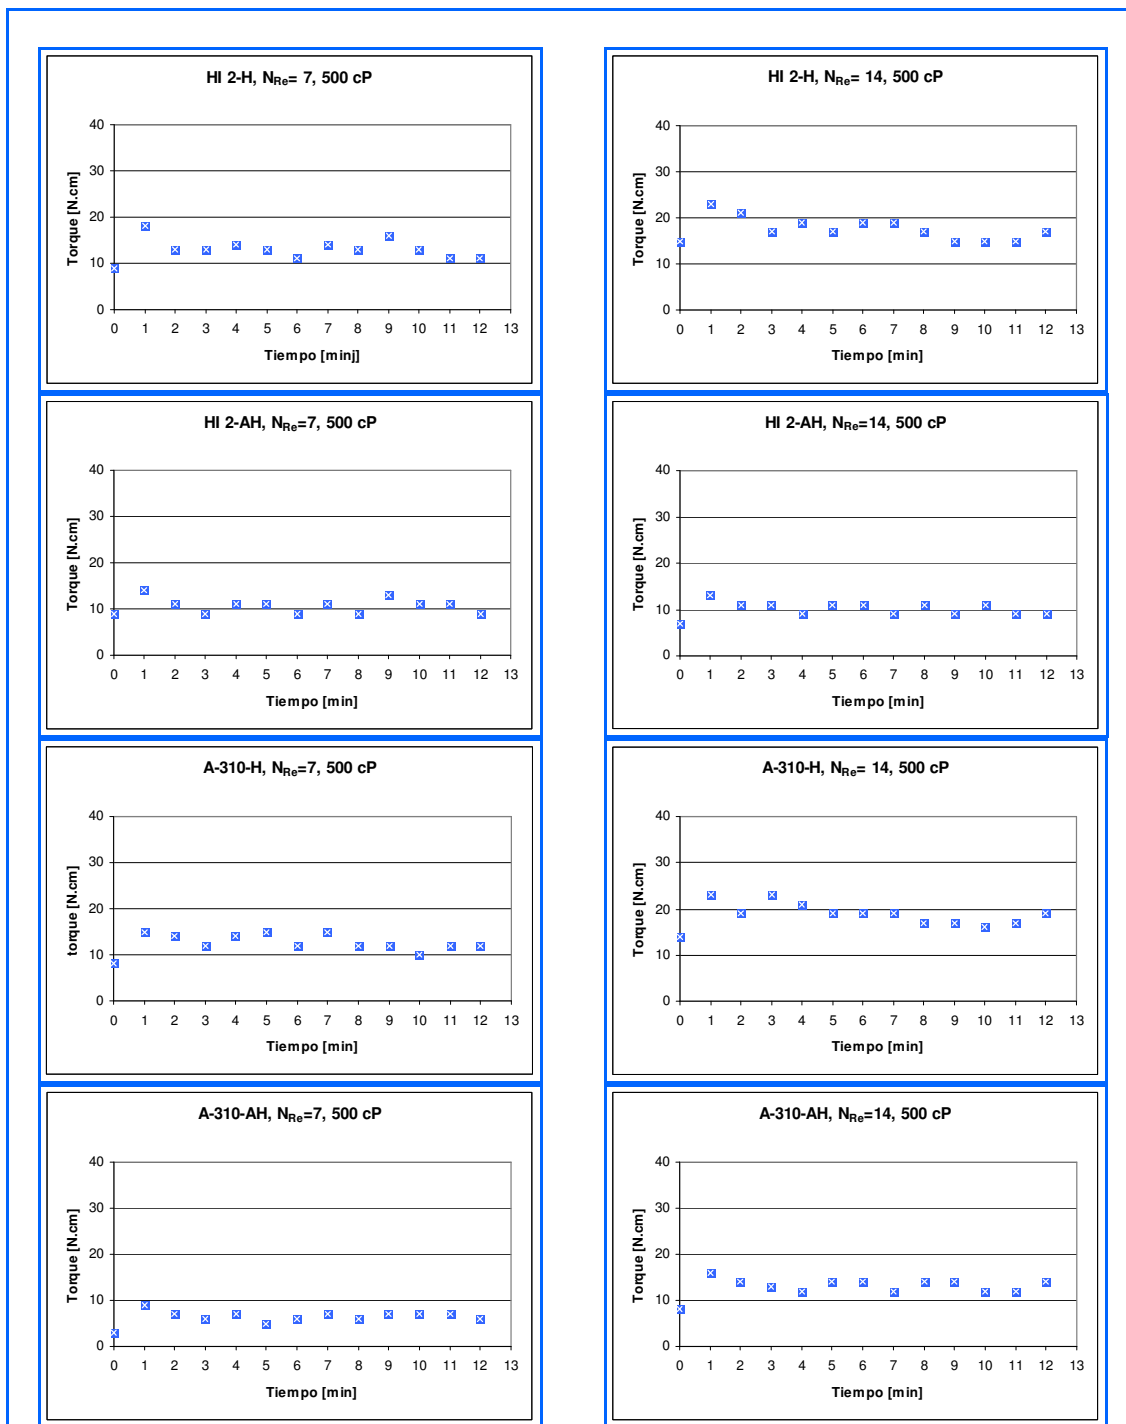 HI 2-H, NRe= 7, 500 cP
40
30
20
10
0
0 1 2 3 4 5 6 7 8 9 10 11 12 13
Torque [N.cm]
Tiempo [minj]
HI 2-H, NRe= 14, 500 cP
40
30
20
10
0
0 1 2 3 4 5 6 7 8 9 10 11 12 13
Torque [N.cm]
Tiempo [min]
HI 2-AH, NRe=7, 500 cP
40
30
20
10
0
0 1 2 3 4 5 6 7 8 9 10 11 12 13
Torque [N.cm]
Tiempo [min]
HI 2-AH, NRe=14, 500 cP
40
30
20
10
0
0 1 2 3 4 5 6 7 8 9 10 11 12 13
Torque [N.cm]
Tiempo [min]
A-310-H, NRe=7, 500 cP
40
30
20
10
0
0 1 2 3 4 5 6 7 8 9 10 11 12 13
torque [N.cm]
Tiempo [min]
A-310-H, NRe= 14, 500 cP
40
30
20
10
0
0 1 2 3 4 5 6 7 8 9 10 11 12 13
Torque [N.cm]
Tiempo [min]
A-310-AH, NRe=7, 500 cP
40
30
20
10
0
0 1 2 3 4 5 6 7 8 9 10 11 12 13
Torque [N.cm]
Tiempo [min]
A-310-AH, NRe=14, 500 cP
40
30
20
10
0
0 1 2 3 4 5 6 7 8 9 10 11 12 13
Torque [N.cm]
Tiempo [min]